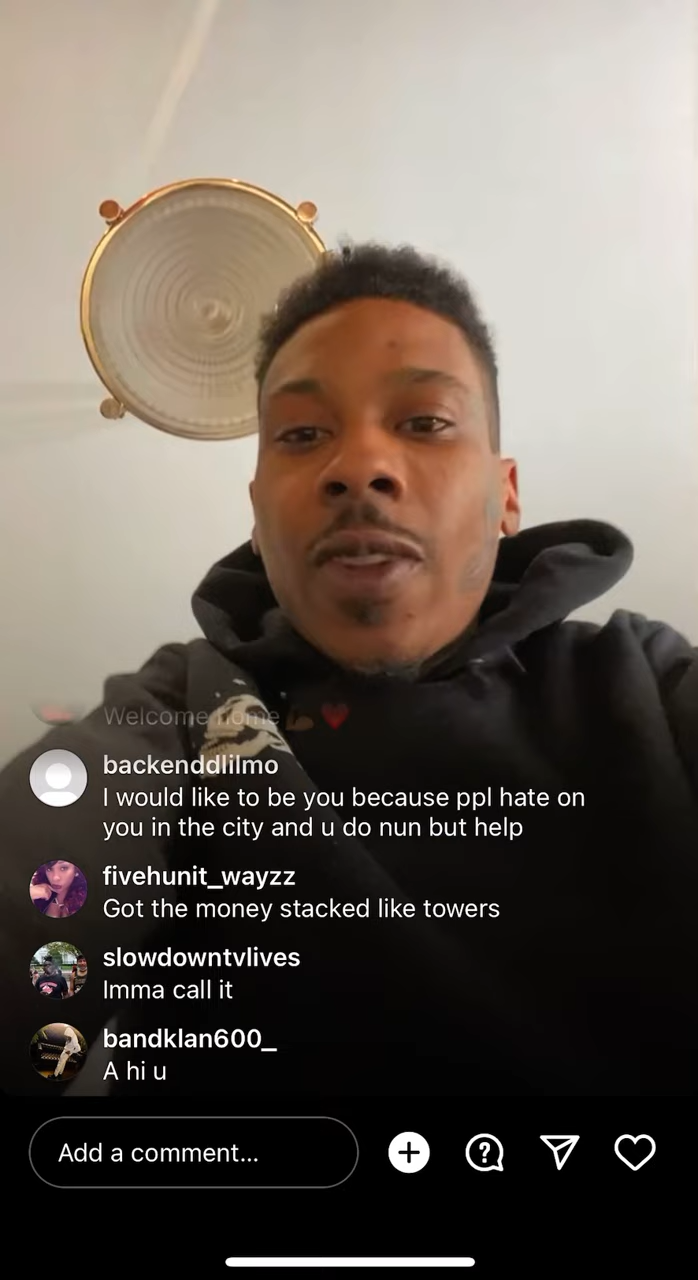 Welcome home 💪🏾❤️
backenddlilmo
I would like to be you because ppl hate on
you in the city and u do nun but help
fivehunit_wayzz
Got the money stacked like towers
slowdowntvlives
Imma call it
bandklan600_
A hi u
Add a comment...